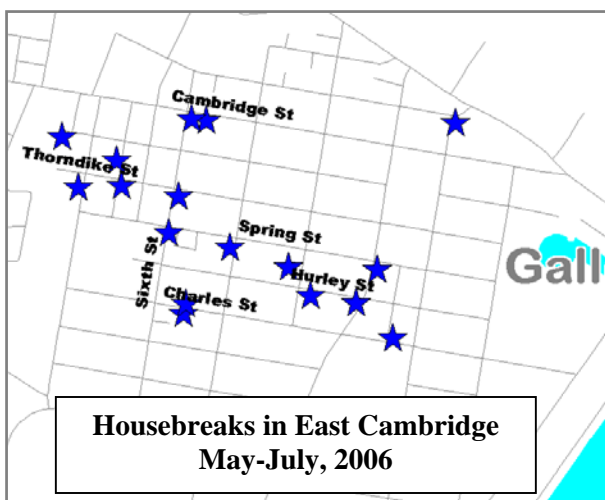 Cambridge St
Thorndike St
Spring St
Gall
Hurley St
Sixth St
Charles St
Housebreaks in East Cambridge
May-July, 2006